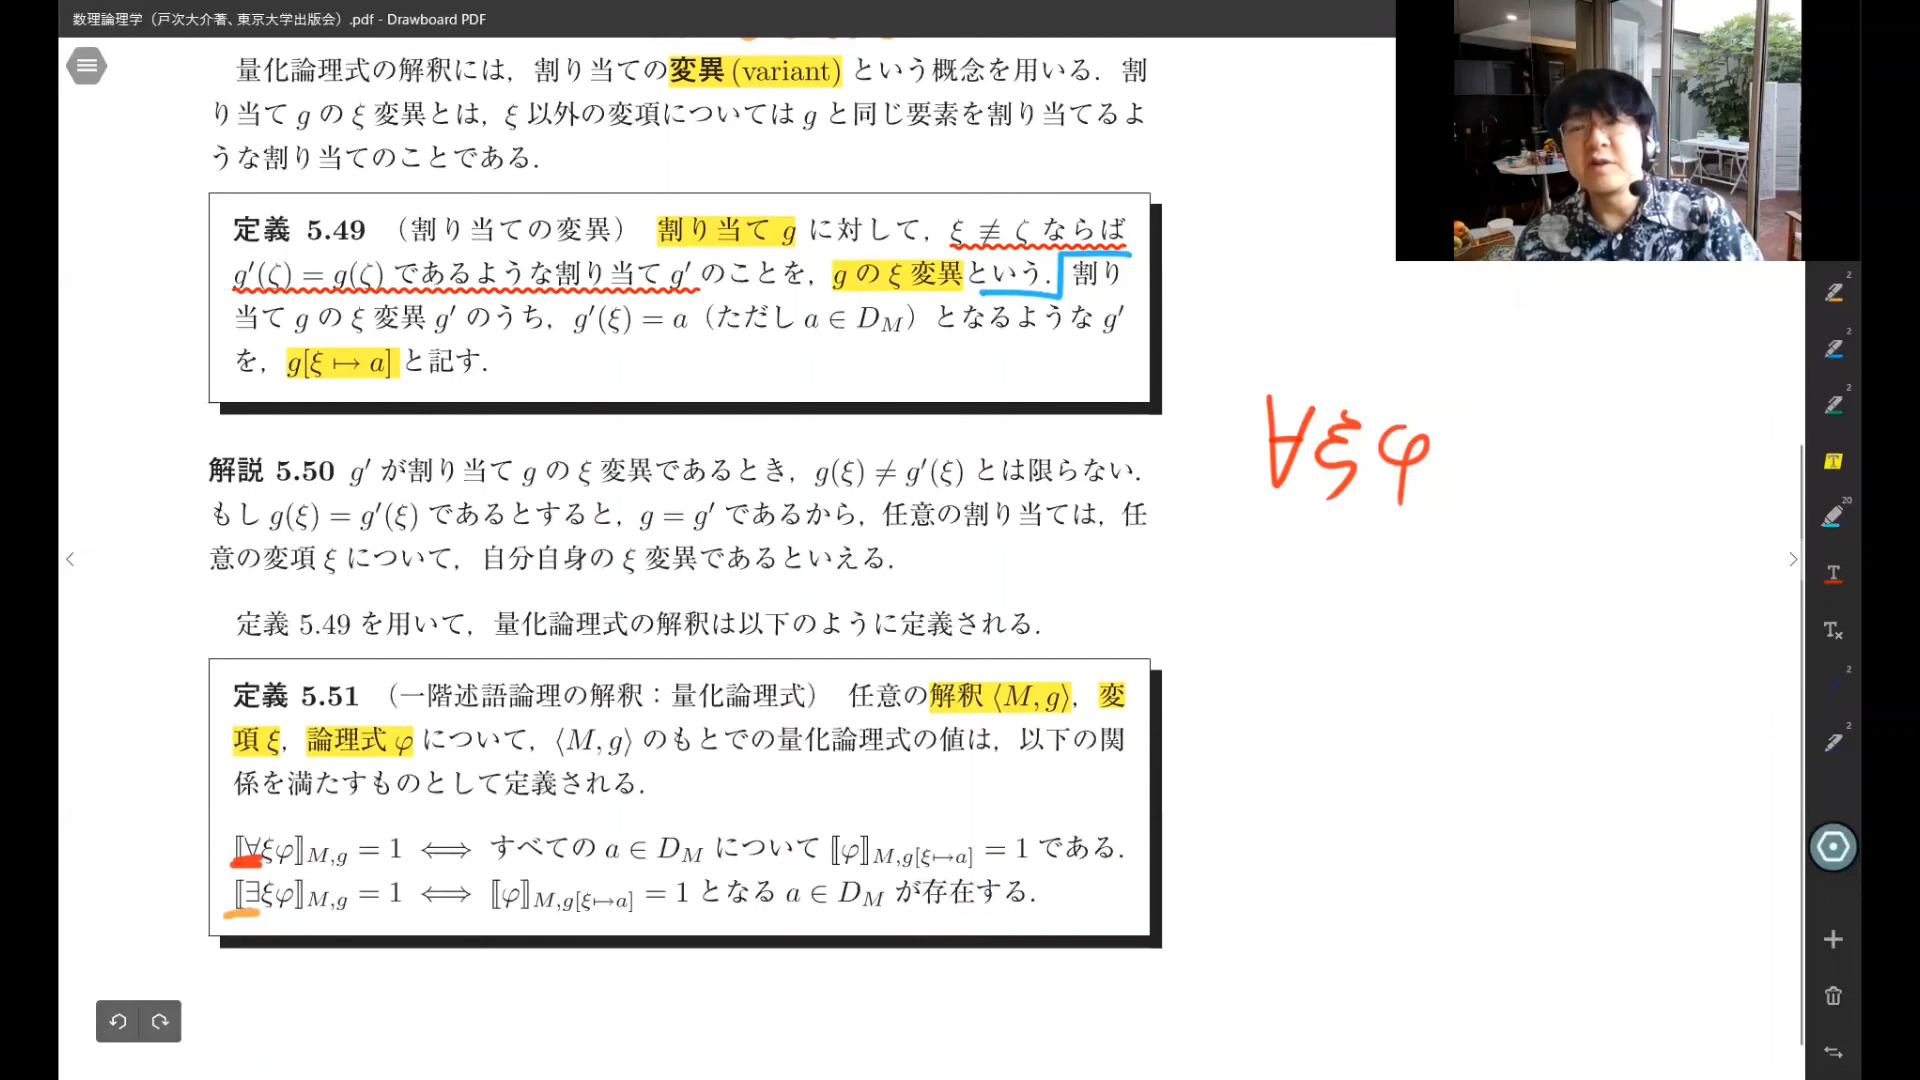 数理論理学（戸次大介著、東京大学出版会）.pdf - Drawboard PDF
量化論理式の解釈には，割り当ての変異 (variant) という概念を用いる．割
り当て g の ξ 変異とは，ξ 以外の変項については g と同じ要素を割り当てるよ
うな割り当てのことである．
定義 5.49 （割り当ての変異） 割り当て g に対して，ξ ≢ ζ ならば
g′(ζ) = g(ζ) であるような割り当て g′ のことを，g の ξ 変異という．割り
当て g の ξ 変異 g′ のうち，g′(ξ) = a（ただし a ∈ D_M）となるような g′
を，g[ξ ↦ a] と記す．
∀ξφ
解説 5.50 g′ が割り当て g の ξ 変異であるとき，g(ξ) ≠ g′(ξ) とは限らない．
もし g(ξ) = g′(ξ) であるとすると，g = g′ であるから，任意の割り当ては，任
意の変項 ξ について，自分自身の ξ 変異であるといえる．
定義 5.49 を用いて，量化論理式の解釈は以下のように定義される．
定義 5.51 （一階述語論理の解釈：量化論理式） 任意の解釈 ⟨M, g⟩，変
項 ξ，論理式 φ について，⟨M, g⟩ のもとでの量化論理式の値は，以下の関
係を満たすものとして定義される．
⟦∀ξφ⟧_{M,g} = 1 ⟺ すべての a ∈ D_M について ⟦φ⟧_{M,g[ξ↦a]} = 1 である．
⟦∃ξφ⟧_{M,g} = 1 ⟺ ⟦φ⟧_{M,g[ξ↦a]} = 1 となる a ∈ D_M が存在する．
2
2
2
T
20
T
Tx
2
2